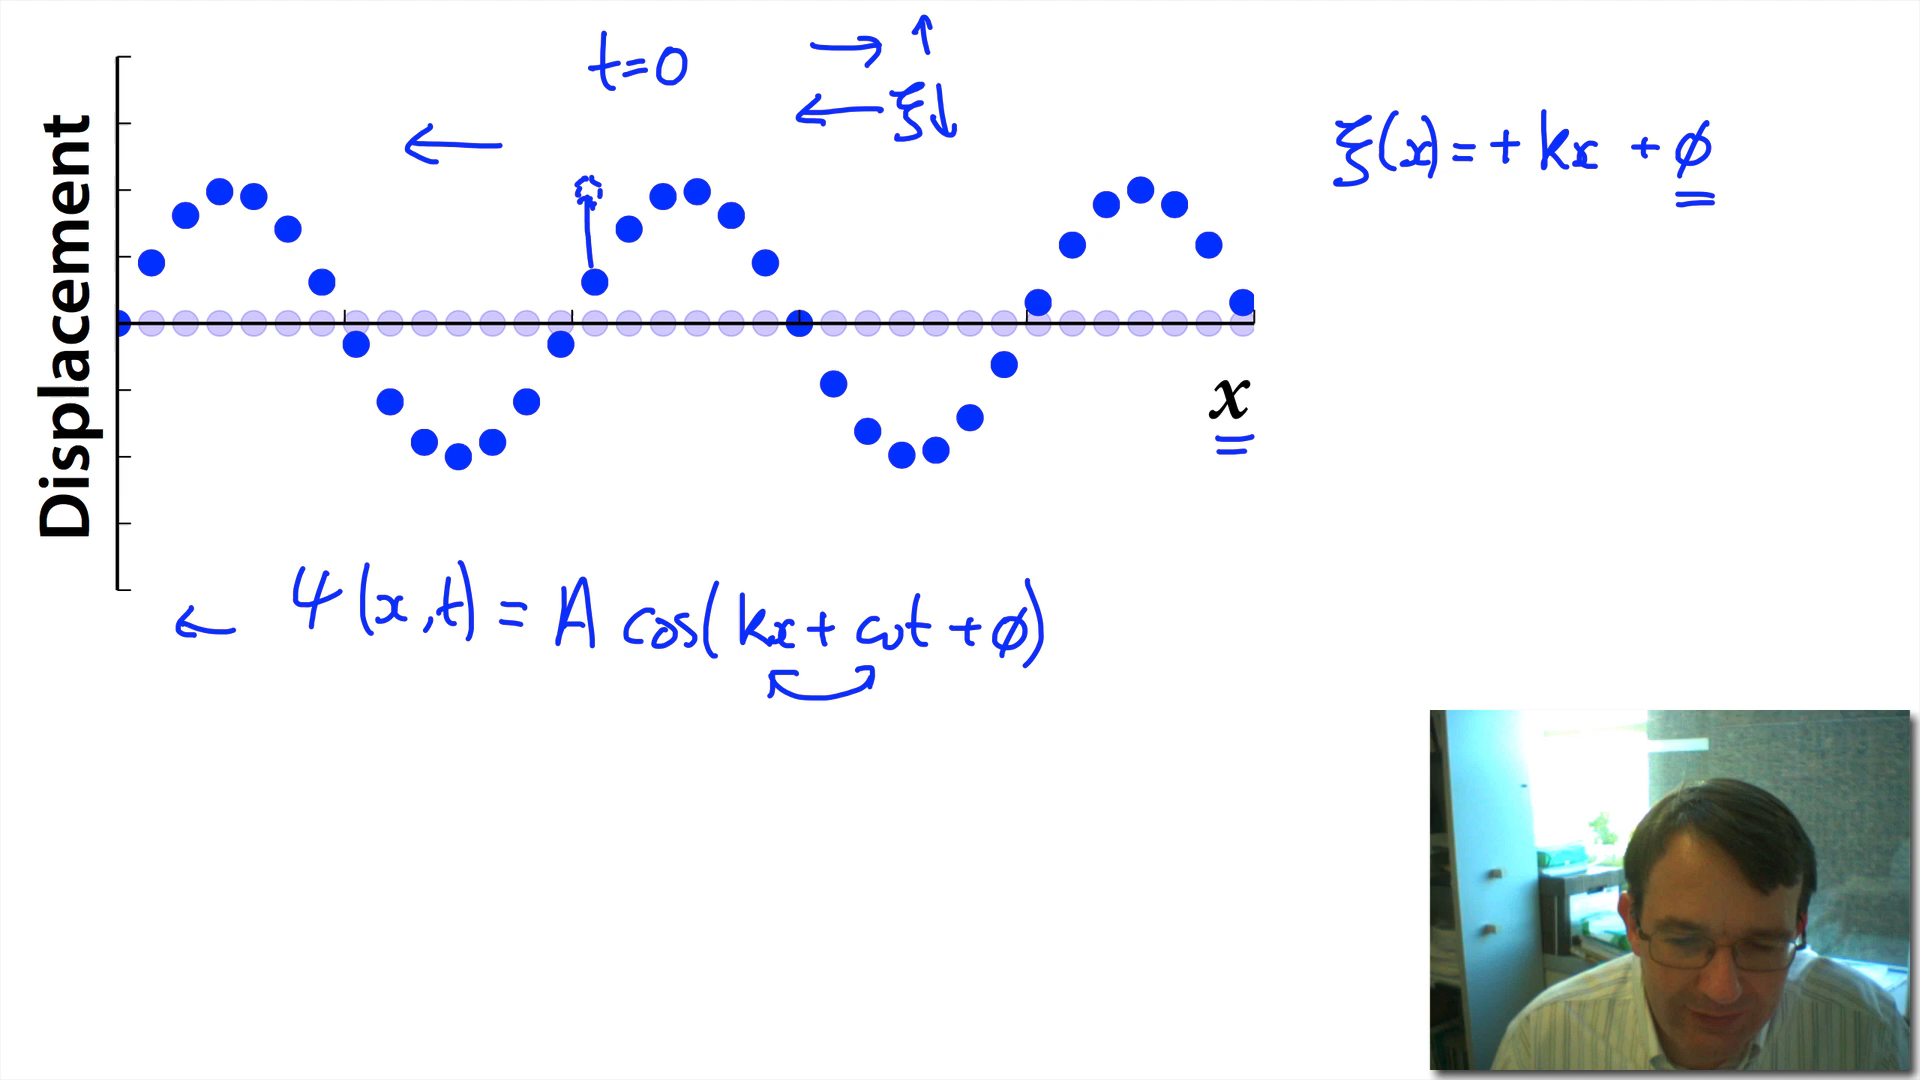 t=0
→ ↑
← ξ↓
←
ξ(x)=+kx+φ
Displacement
x
← ψ(x,t)=A cos(kx+ωt+φ)